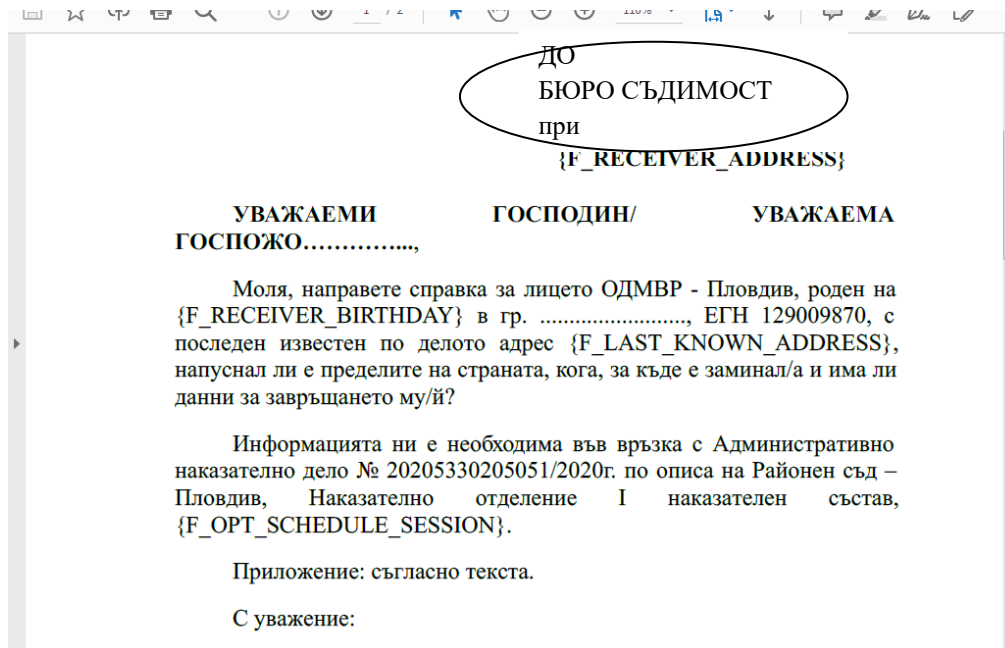 1 / 2
110%
ДО
БЮРО СЪДИМОСТ
при
{F_RECEIVER_ADDRESS}
УВАЖАЕМИ ГОСПОДИН/ УВАЖАЕМА
ГОСПОЖО…………...,
Моля, направете справка за лицето ОДМВР - Пловдив, роден на
{F_RECEIVER_BIRTHDAY} в гр. ........................, ЕГН 129009870, с
последен известен по делото адрес {F_LAST_KNOWN_ADDRESS},
напуснал ли е пределите на страната, кога, за къде е заминал/а и има ли
данни за завръщането му/й?
Информацията ни е необходима във връзка с Административно
наказателно дело № 20205330205051/2020г. по описа на Районен съд –
Пловдив, Наказателно отделение I наказателен състав,
{F_OPT_SCHEDULE_SESSION}.
Приложение: съгласно текста.
С уважение: